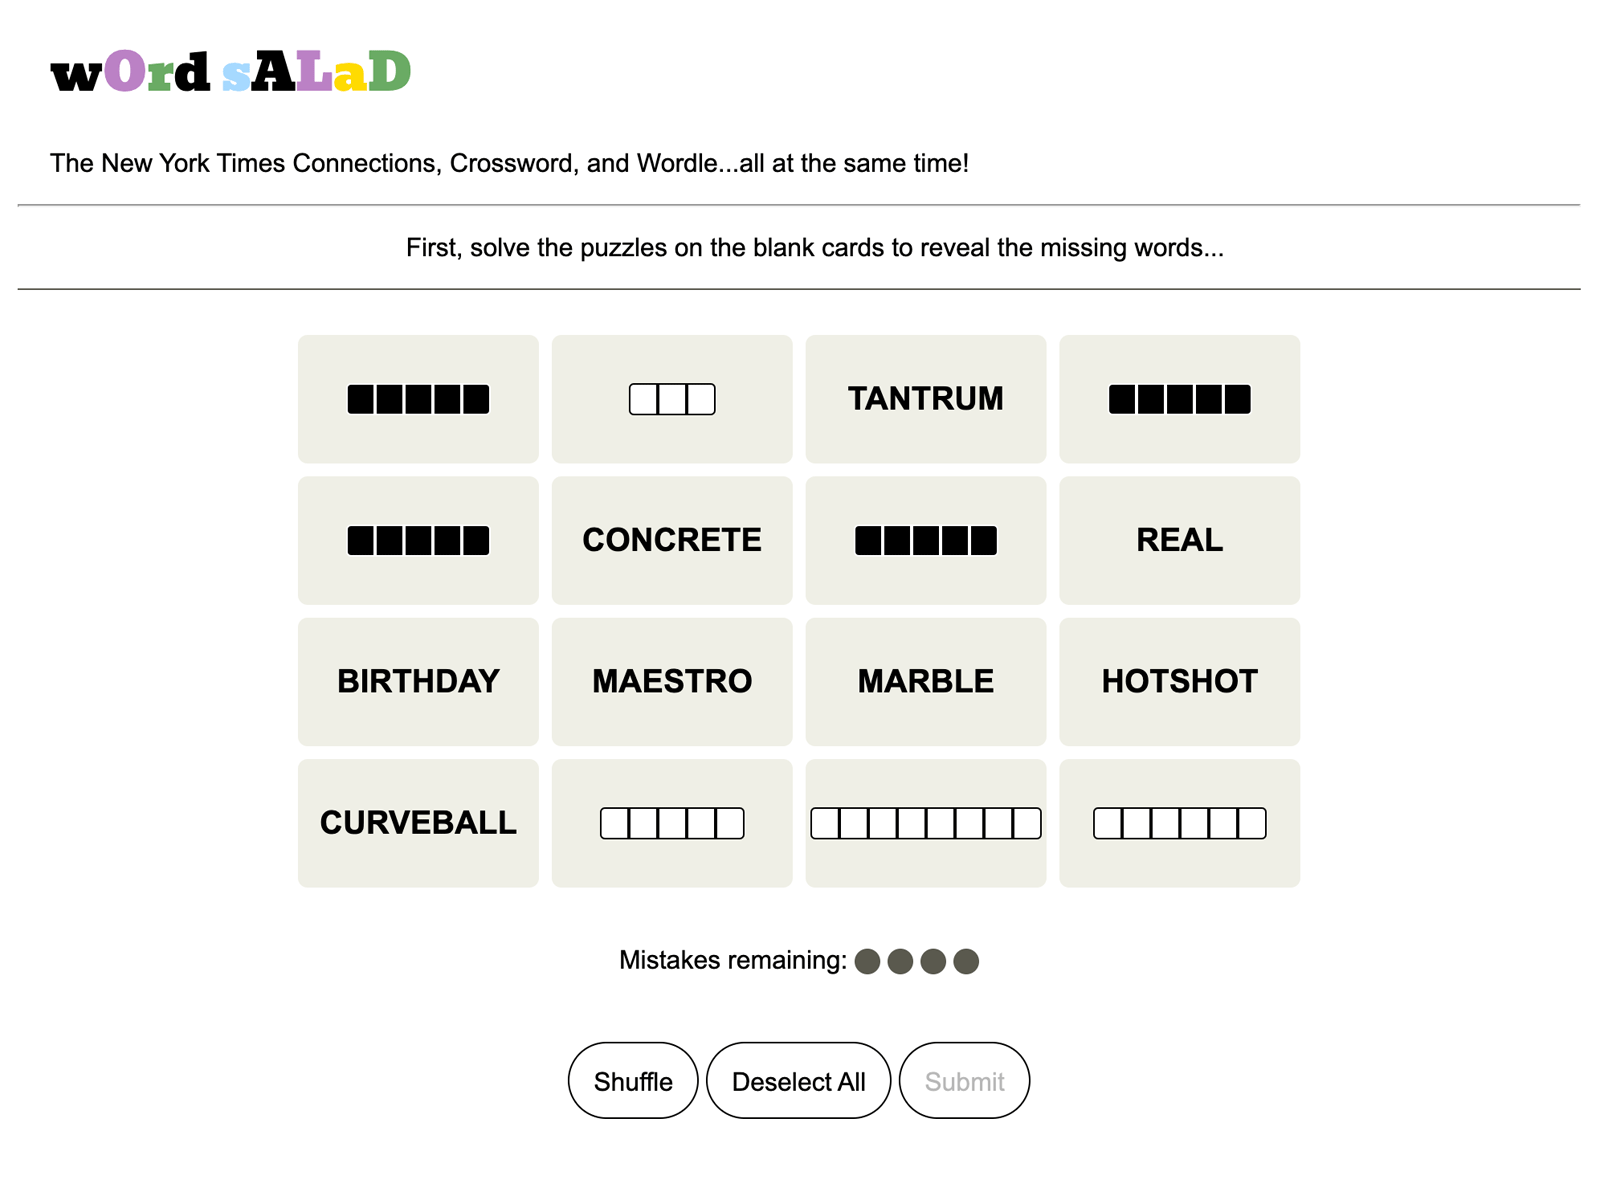 wOrd sALaD
The New York Times Connections, Crossword, and Wordle...all at the same time!
First, solve the puzzles on the blank cards to reveal the missing words...
TANTRUM
CONCRETE
REAL
BIRTHDAY
MAESTRO
MARBLE
HOTSHOT
CURVEBALL
Mistakes remaining:
Shuffle
Deselect All
Submit